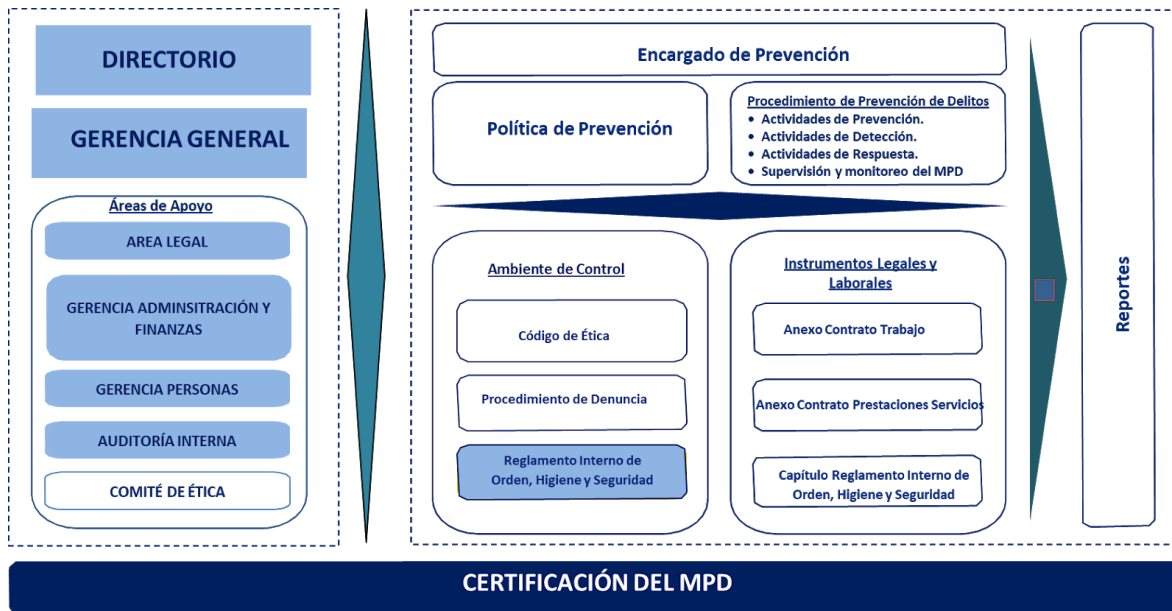 DIRECTORIO
GERENCIA GENERAL
Áreas de Apoyo
AREA LEGAL
GERENCIA ADMINSITRACIÓN Y
FINANZAS
GERENCIA PERSONAS
AUDITORÍA INTERNA
COMITÉ DE ÉTICA
Encargado de Prevención
Política de Prevención
Procedimiento de Prevención de Delitos
• Actividades de Prevención.
• Actividades de Detección.
• Actividades de Respuesta.
• Supervisión y monitoreo del MPD
Ambiente de Control
Código de Ética
Procedimiento de Denuncia
Reglamento Interno de
Orden, Higiene y Seguridad
Instrumentos Legales y
Laborales
Anexo Contrato Trabajo
Anexo Contrato Prestaciones Servicios
Capítulo Reglamento Interno de
Orden, Higiene y Seguridad
Reportes
CERTIFICACIÓN DEL MPD